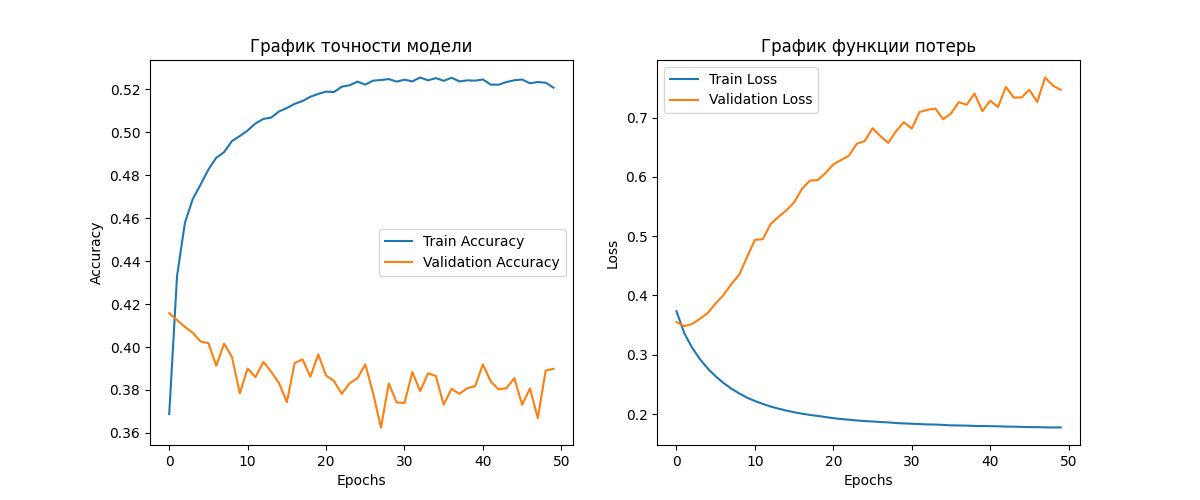 График точности модели
0.52
0.50
0.48
0.46
0.44
0.42
0.40
0.38
0.36
Accuracy
Train Accuracy
Validation Accuracy
0 10 20 30 40 50
Epochs
График функции потерь
Train Loss
Validation Loss
0.7
0.6
0.5
0.4
0.3
0.2
Loss
0 10 20 30 40 50
Epochs